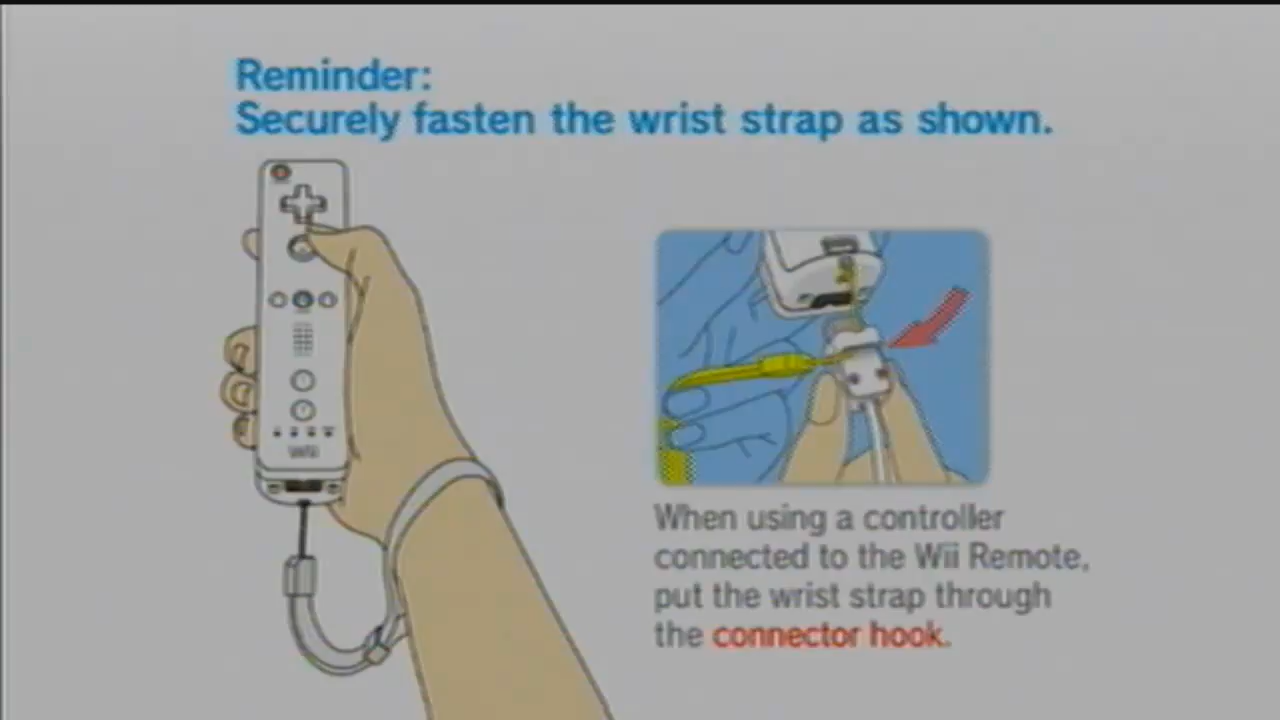 Reminder:
Securely fasten the wrist strap as shown.
Wii
When using a controller
connected to the Wii Remote,
put the wrist strap through
the connector hook.